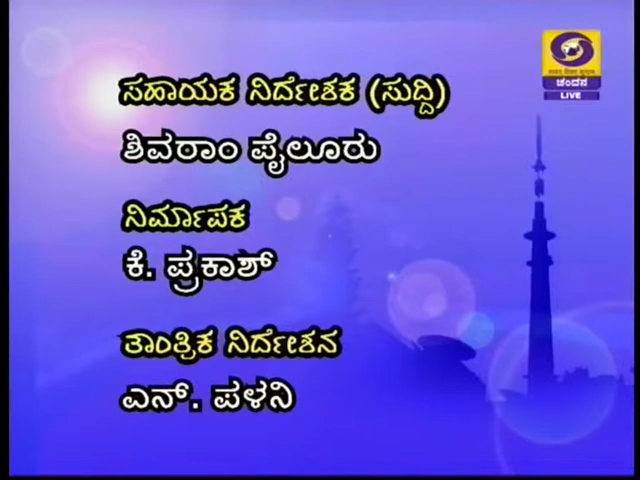 ಸಹಾಯಕ ನಿರ್ದೇಶಕ (ಸುದ್ದಿ)
ಶಿವರಾಂ ಪೈಲೂರು
ನಿರ್ಮಾಪಕ
ಕೆ. ಪ್ರಕಾಶ್
ತಾಂತ್ರಿಕ ನಿರ್ದೇಶನ
ಎನ್. ಪಳನಿ
ಚಂದನ
LIVE